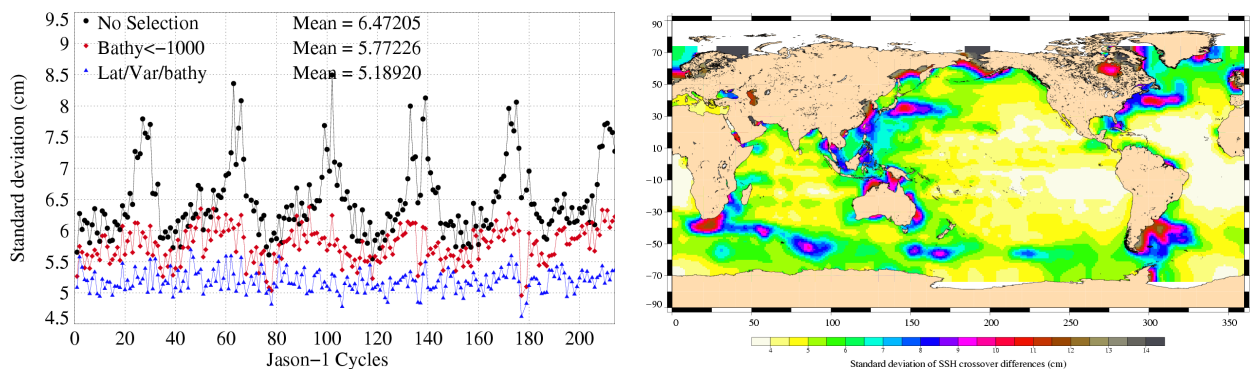 9.5
9
8.5
8
7.5
7
6.5
6
5.5
5
4.5
Standard deviation (cm)
No Selection Mean = 6.47205
Bathy<−1000 Mean = 5.77226
Lat/Var/bathy Mean = 5.18920
0 20 40 60 80 100 120 140 160 180 200
Jason−1 Cycles
90
70
50
30
10
−10
−30
−50
−70
−90
0 50 100 150 200 250 300 350
4 5 6 7 8 9 10 11 12 13 14
Standard deviation of SSH crossover differences (cm)